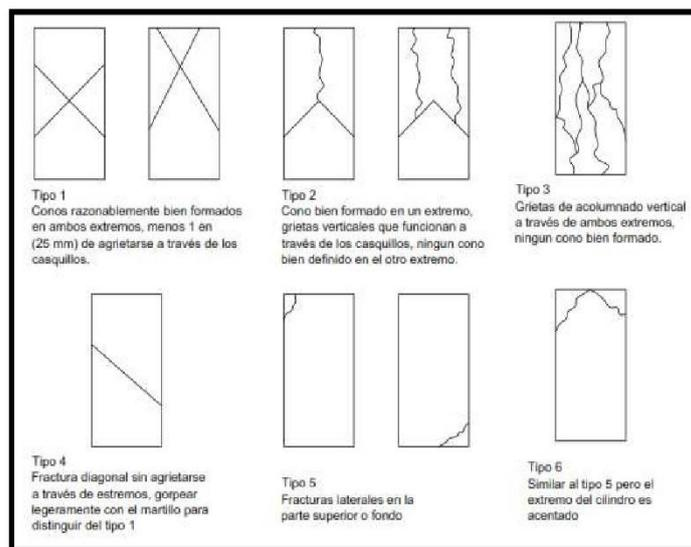 Tipo 1
Conos razonablemente bien formados
en ambos extremos, menos 1 en
(25 mm) de agrietarse a través de los
casquillos.
Tipo 2
Cono bien formado en un extremo,
grietas verticales que funcionan a
través de los casquillos, ningun cono
bien definido en el otro extremo.
Tipo 3
Grietas de acolumnado vertical
a través de ambos extremos,
ningun cono bien formado.
Tipo 4
Fractura diagonal sin agrietarse
a través de estremos, gorpear
legeramente con el martillo para
distinguir del tipo 1
Tipo 5
Fracturas laterales en la
parte superior o fondo
Tipo 6
Similar al tipo 5 pero el
extremo del cilindro es
acentado